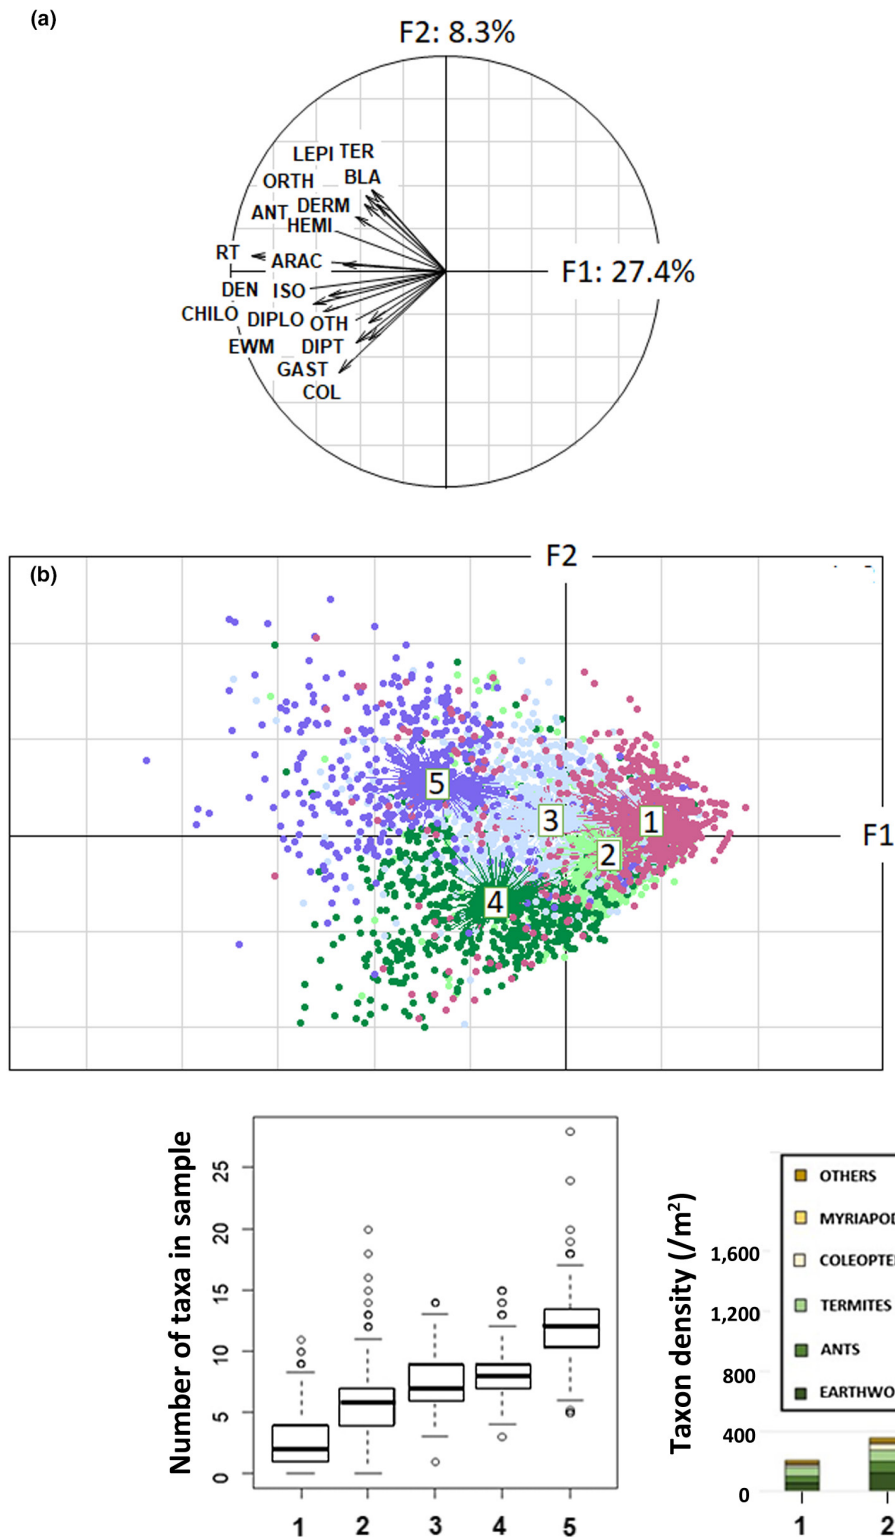 (a)
F2: 8.3%
LEPI TER
ORTH BLA
ANT DERM
HEMI
RT ARAC
F1: 27.4%
DEN ISO
CHILO DIPLO OTH
EWM DIPT
GAST
COL
(b)
F2
5
3 1
2
F1
4
Number of taxa in sample
25
20
15
10
5
0
1 2 3 4 5
Taxon density (/m²)
1,600
1,200
800
400
0
OTHERS
MYRIAPOD
COLEOPTE
TERMITES
ANTS
EARTHWO
1 2